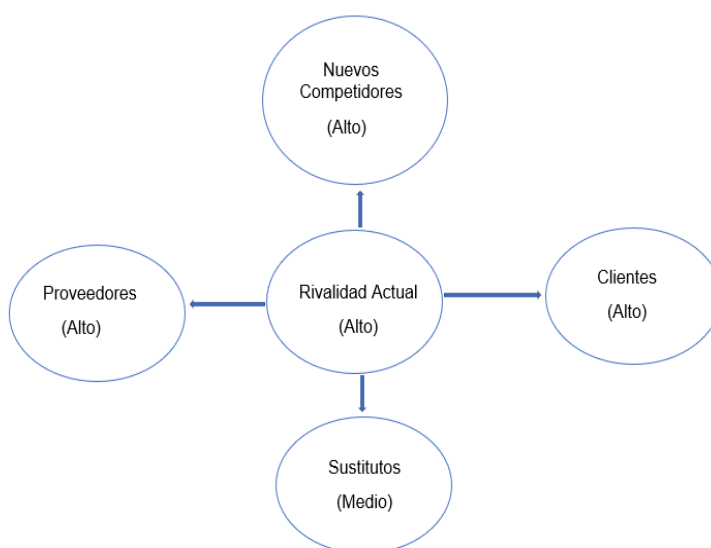 Nuevos
Competidores
(Alto)
Proveedores
(Alto)
Rivalidad Actual
(Alto)
Clientes
(Alto)
Sustitutos
(Medio)